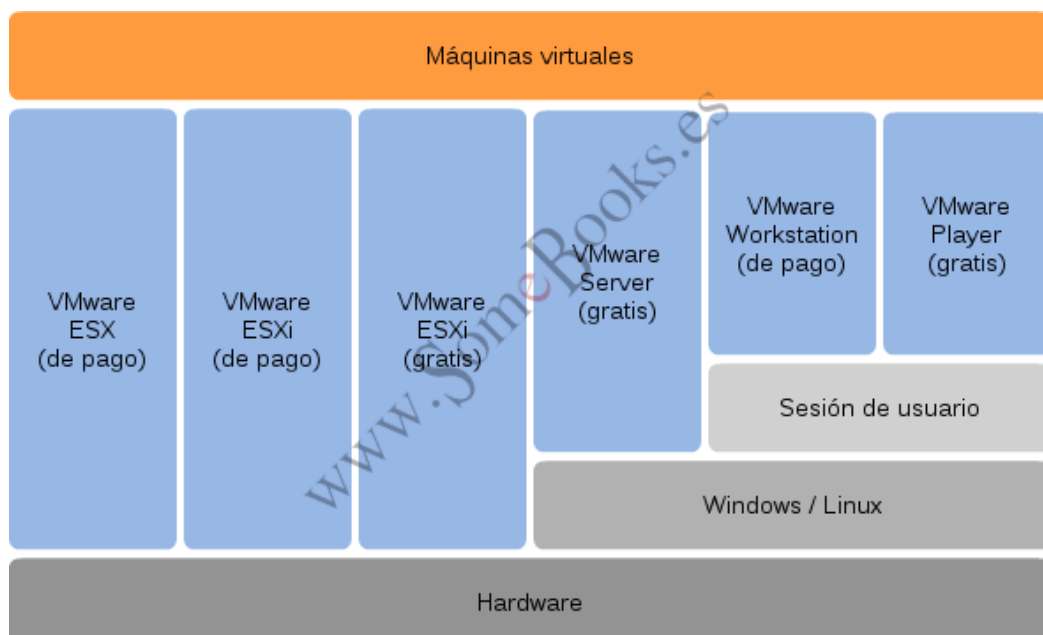 Máquinas virtuales
VMware
ESX
(de pago)
VMware
ESXi
(de pago)
VMware
ESXi
(gratis)
VMware
Server
(gratis)
VMware
Workstation
(de pago)
VMware
Player
(gratis)
Sesión de usuario
Windows / Linux
Hardware
www.SomeBooks.es